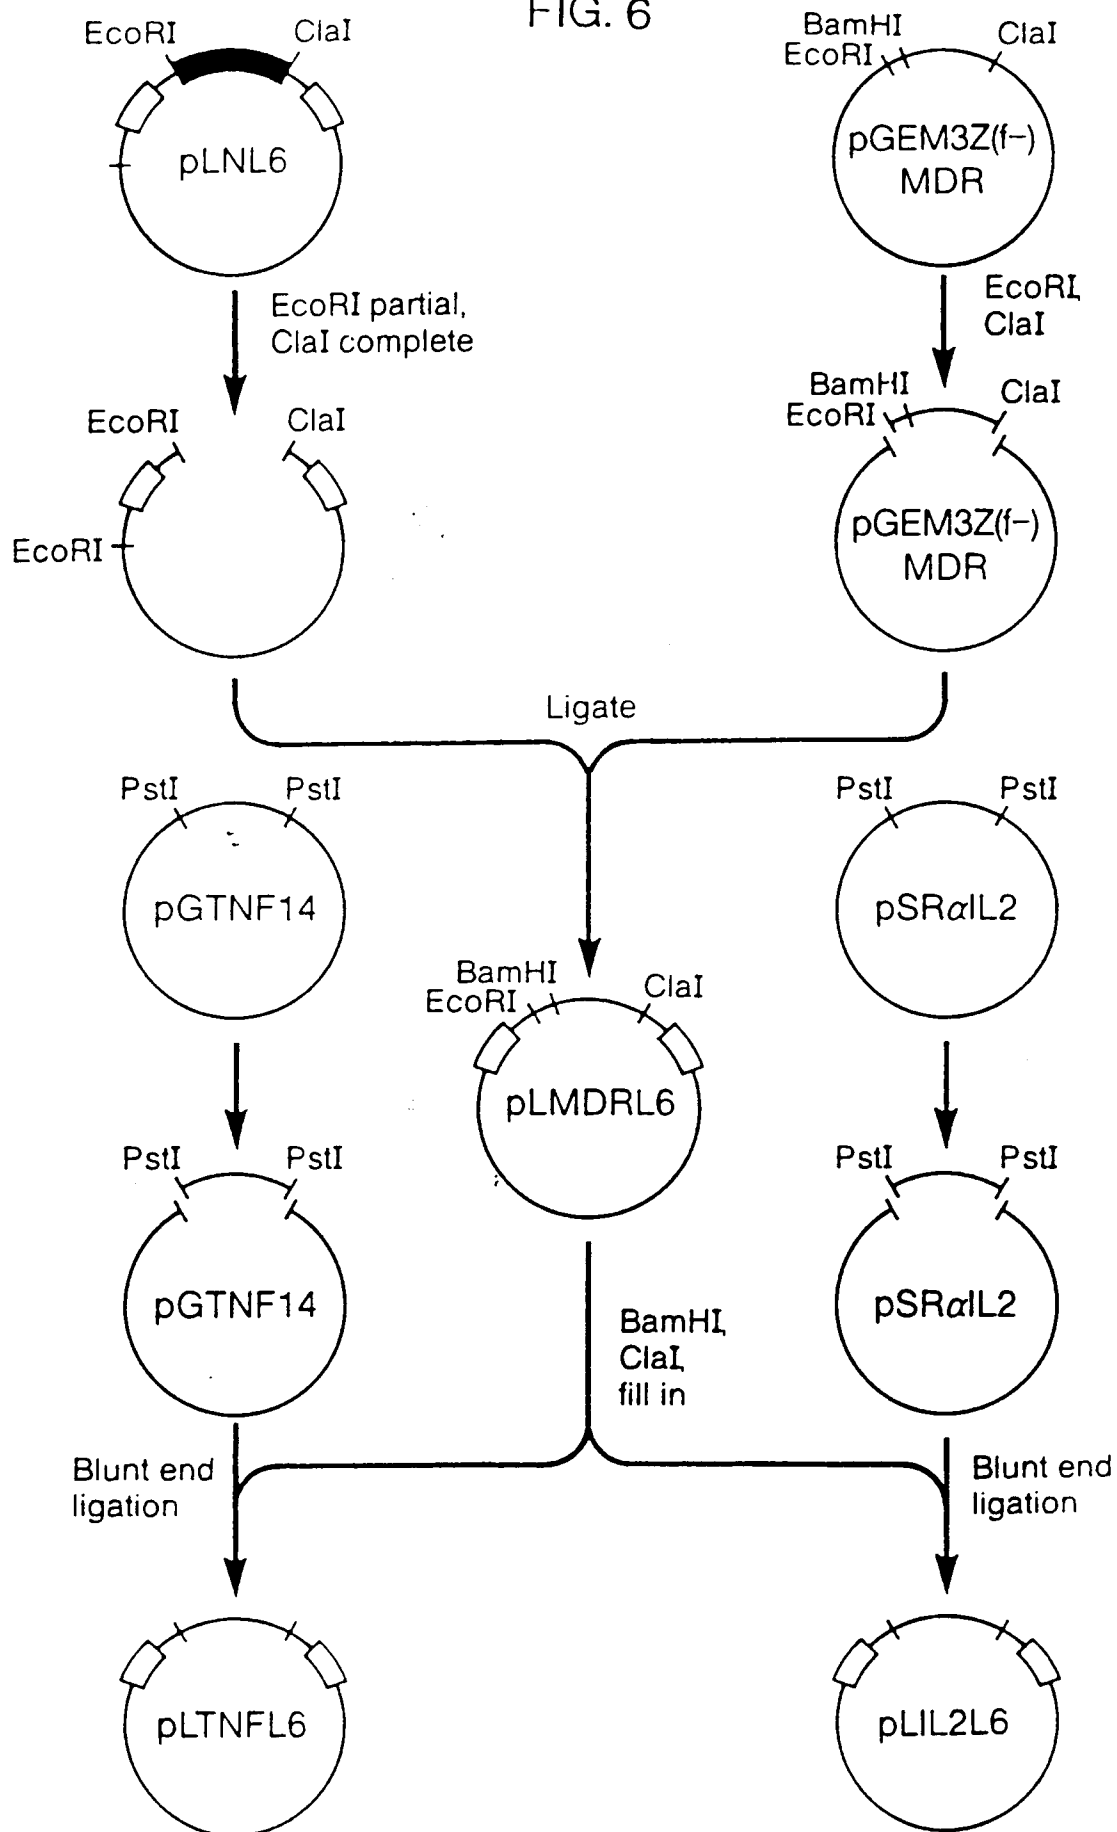 FIG. 6
EcoRI
ClaI
BamHI
EcoRI
ClaI
pLNL6
pGEM3Z(f–)
MDR
EcoRI partial,
ClaI complete
EcoRI,
ClaI
EcoRI
ClaI
BamHI
EcoRI
ClaI
EcoRI
pGEM3Z(f–)
MDR
Ligate
PstI
PstI
PstI
PstI
pGTNF14
pSRαIL2
BamHI
EcoRI
ClaI
pLMDRL6
PstI
PstI
PstI
PstI
pGTNF14
pSRαIL2
BamHI,
ClaI,
fill in
Blunt end
ligation
Blunt end
ligation
pLTNFL6
pLIL2L6